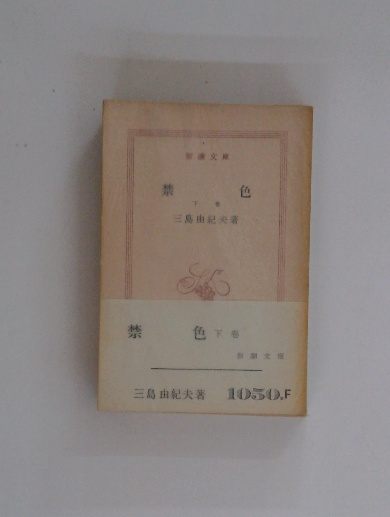 新潮文庫
禁色
下巻
三島由紀夫著
禁色 下巻
新潮文庫
三島由紀夫著 1050.F